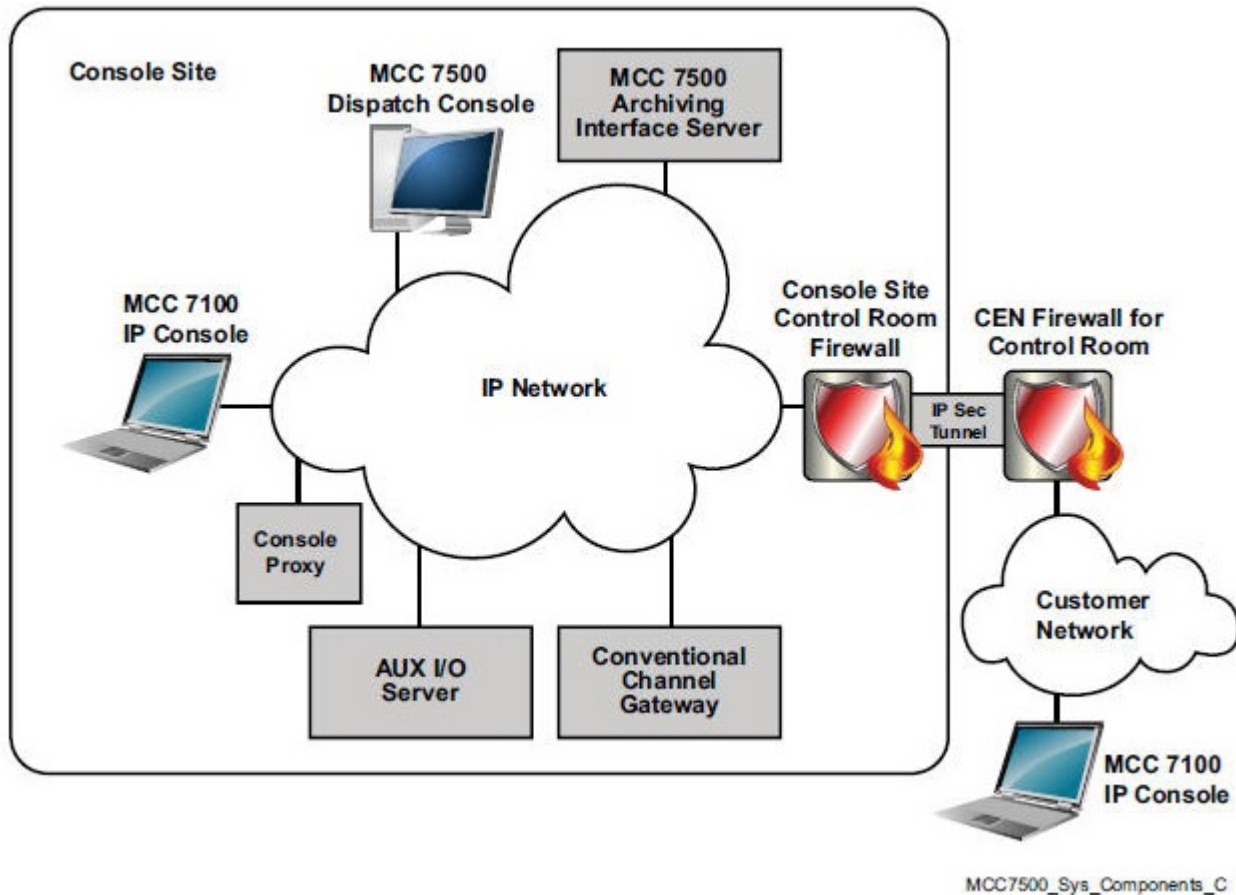 Console Site
MCC 7500
Dispatch Console
MCC 7500
Archiving
Interface Server
MCC 7100
IP Console
IP Network
Console Site
Control Room
Firewall
CEN Firewall for
Control Room
IP Sec
Tunnel
Console
Proxy
AUX I/O
Server
Conventional
Channel
Gateway
Customer
Network
MCC 7100
IP Console
MCC7500_Sys_Components_C